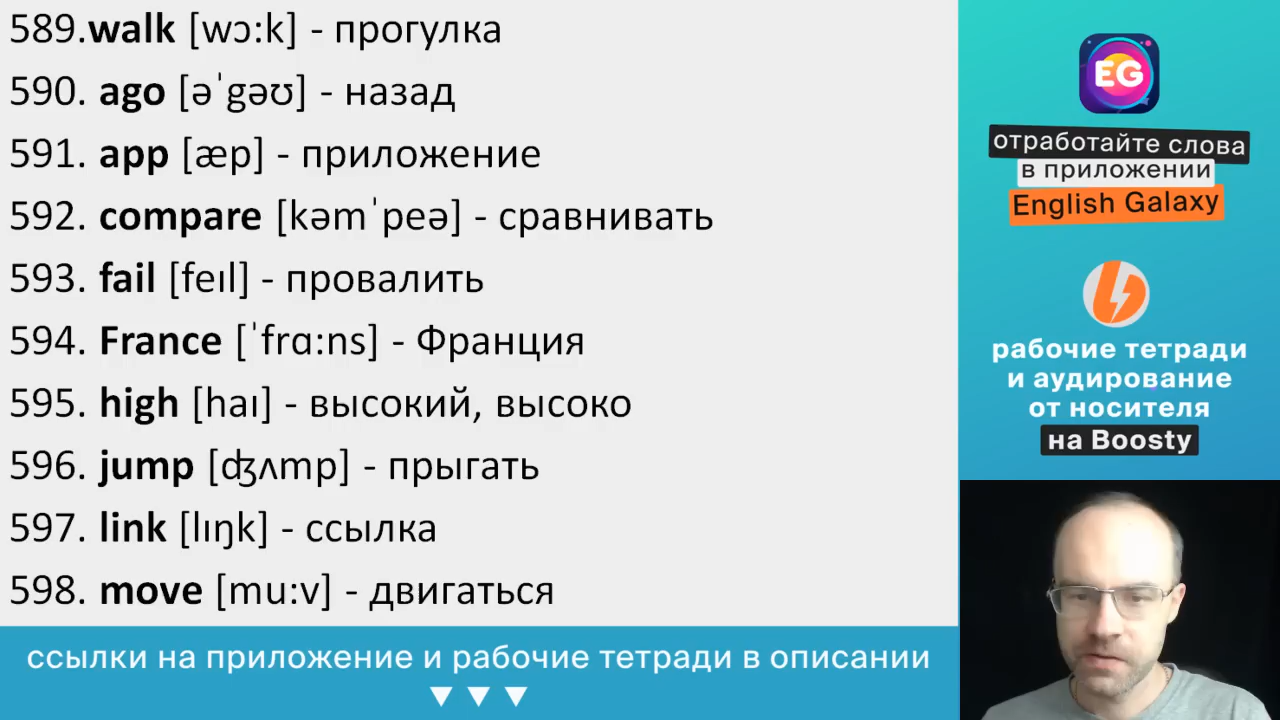 589.walk [wɔ:k] - прогулка
590. ago [əˈgəʊ] - назад
591. app [æp] - приложение
592. compare [kəmˈpeə] - сравнивать
593. fail [feɪl] - провалить
594. France [ˈfrɑ:ns] - Франция
595. high [haɪ] - высокий, высоко
596. jump [ʤʌmp] - прыгать
597. link [lɪŋk] - ссылка
598. move [mu:v] - двигаться
ссылки на приложение и рабочие тетради в описании
EG
отработайте слова
в приложении
English Galaxy
рабочие тетради
и аудирование
от носителя
на Boosty